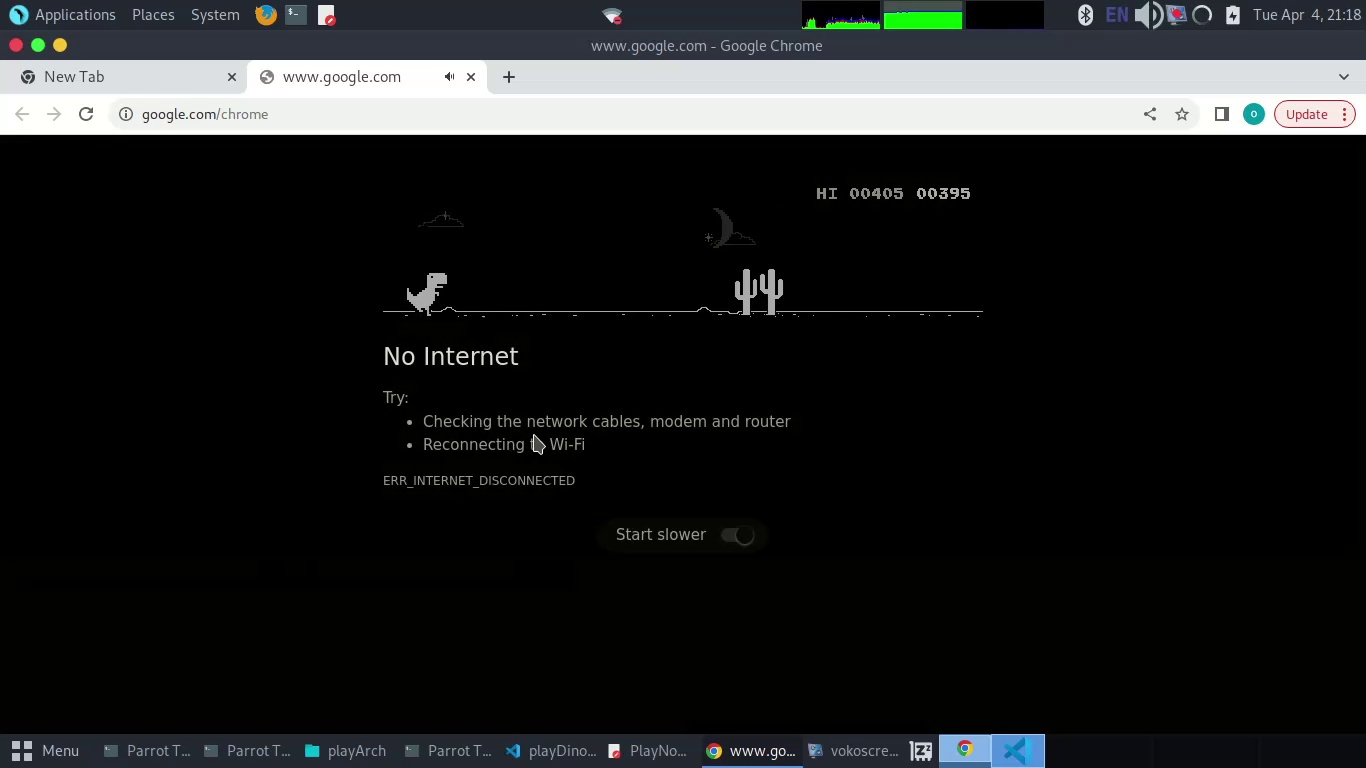 Applications Places System EN Tue Apr 4, 21:18
www.google.com - Google Chrome
New Tab www.google.com
google.com/chrome o Update
HI 00405 00395
No Internet
Try:
Checking the network cables, modem and router
Reconnecting Wi-Fi
ERR_INTERNET_DISCONNECTED
Start slower
Menu Parrot T... Parrot T... playArch Parrot T... playDino... PlayNo... www.go... vokoscre...